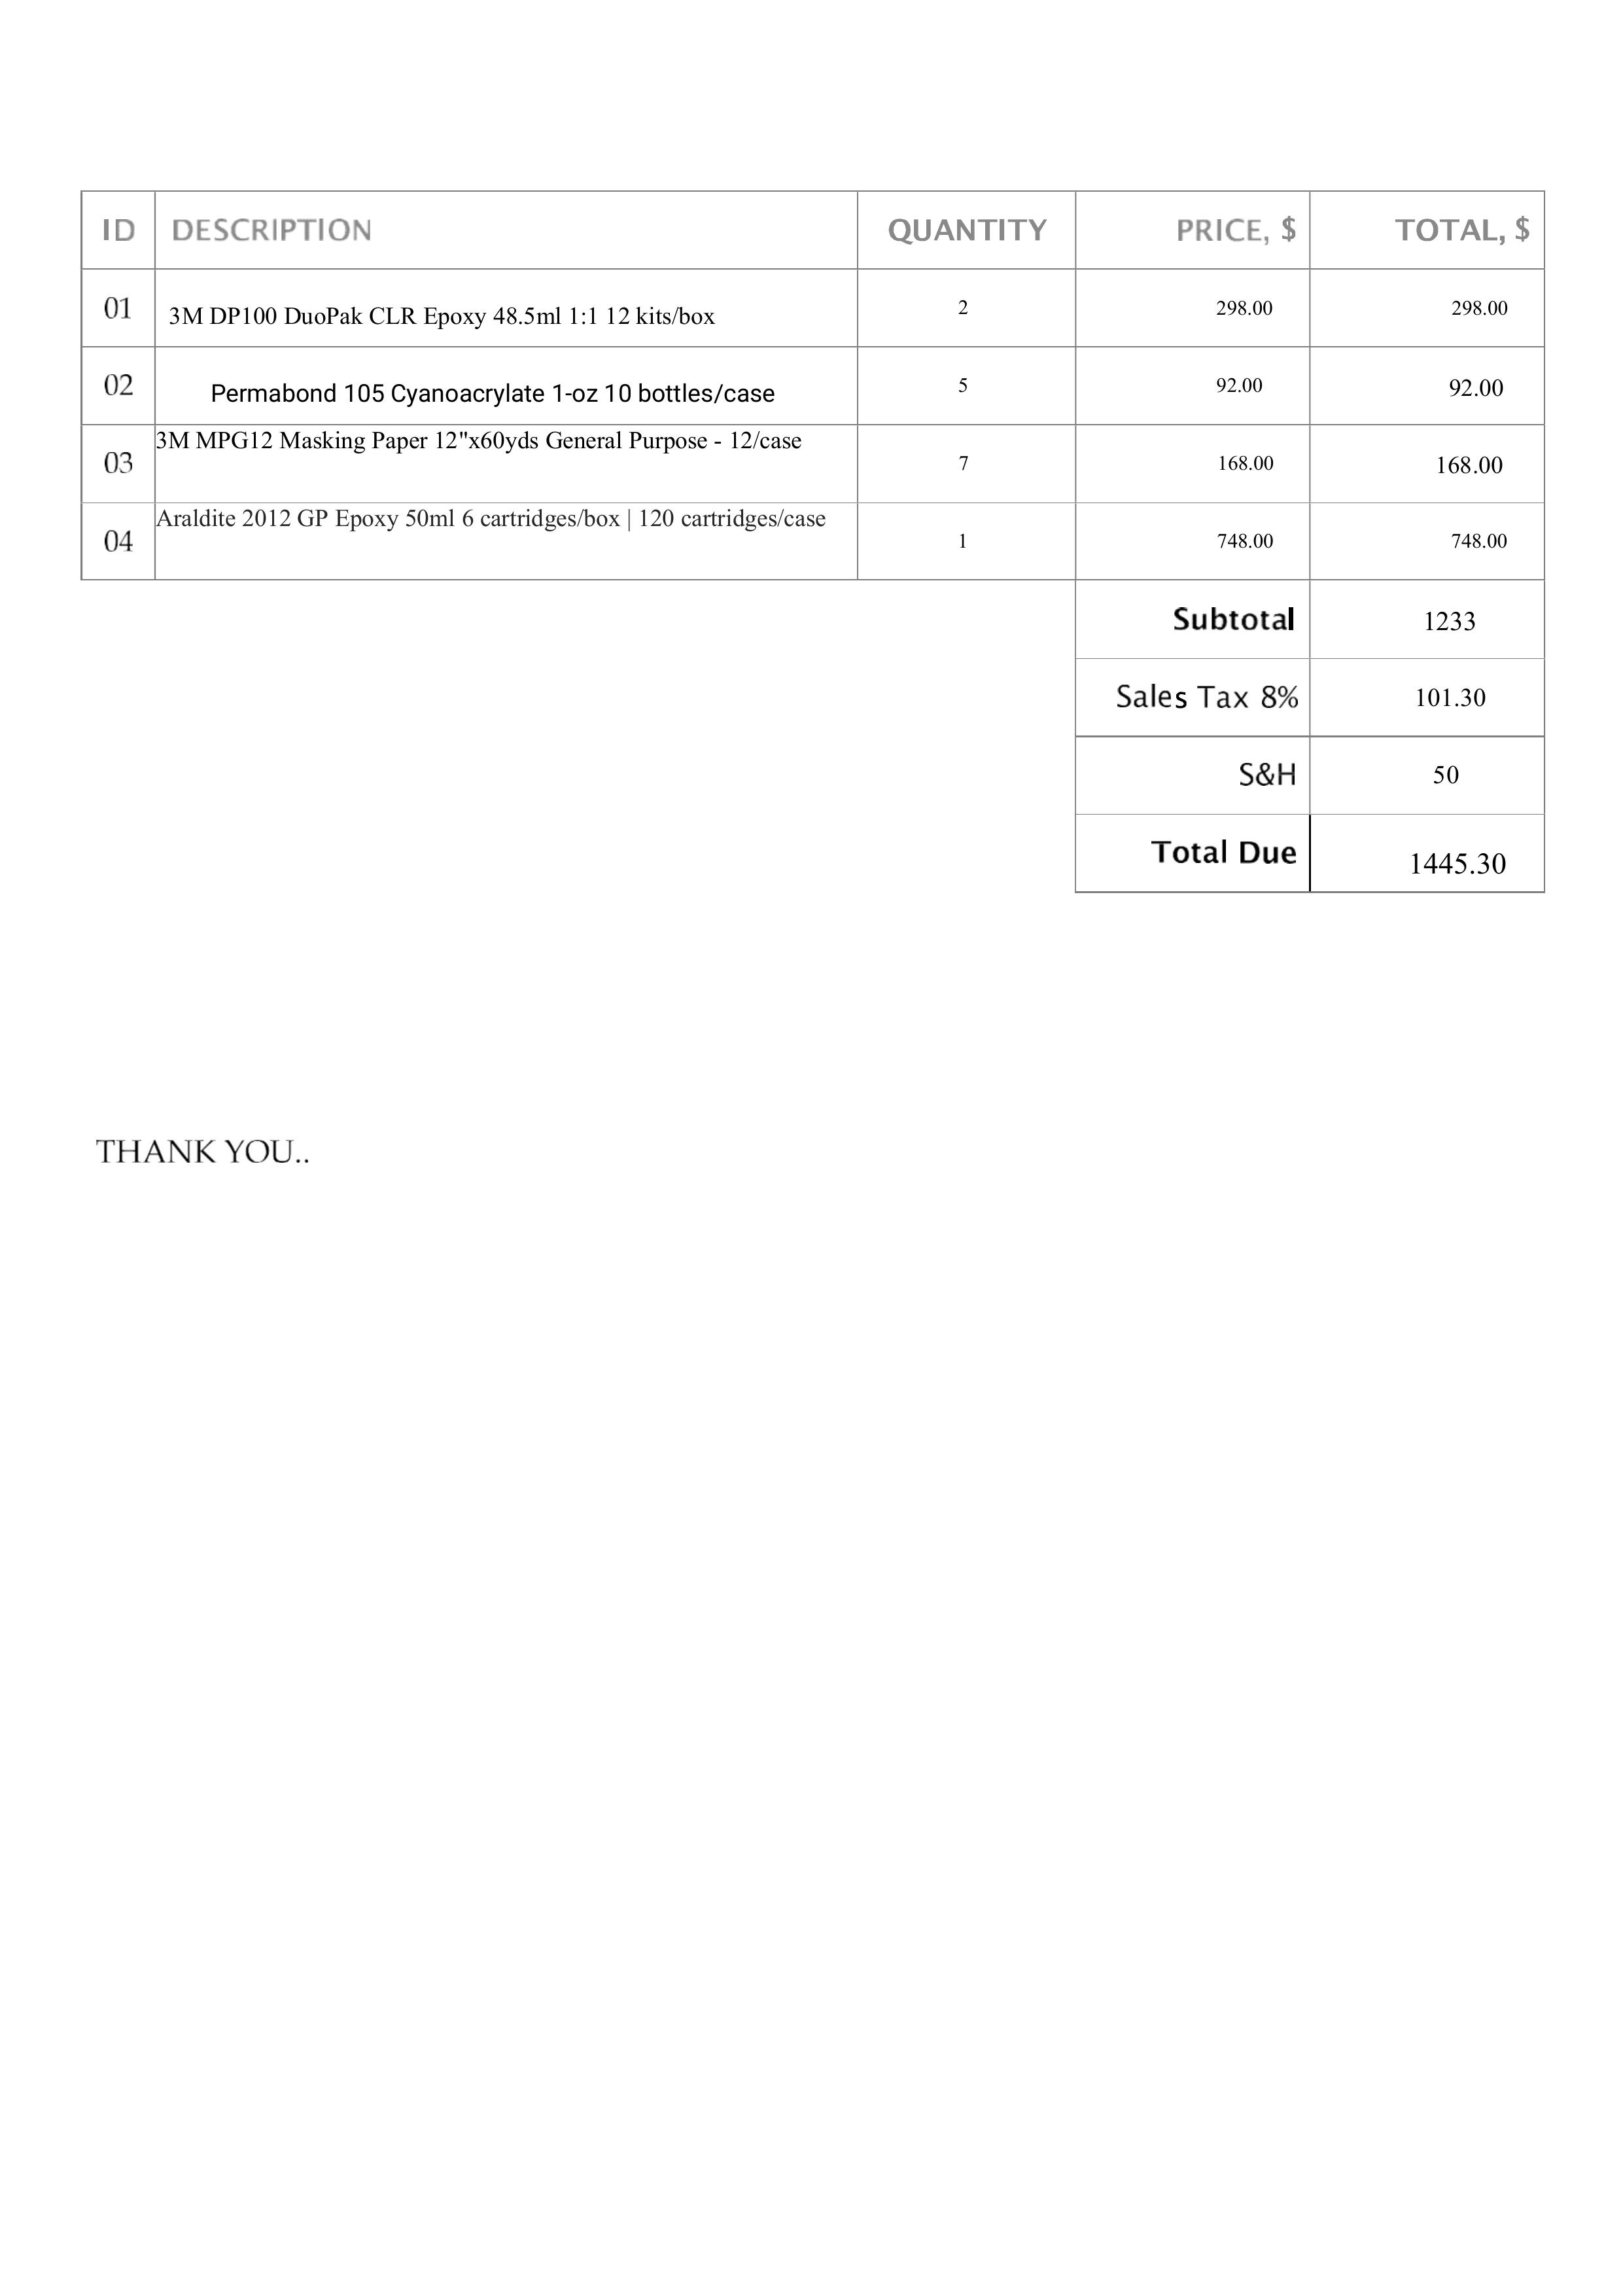 ID DESCRIPTION QUANTITY PRICE, $ TOTAL, $
01 3M DP100 DuoPak CLR Epoxy 48.5ml 1:1 12 kits/box 2 298.00 298.00
02 Permabond 105 Cyanoacrylate 1-oz 10 bottles/case 5 92.00 92.00
03 3M MPG12 Masking Paper 12"x60yds General Purpose - 12/case 7 168.00 168.00
04 Araldite 2012 GP Epoxy 50ml 6 cartridges/box | 120 cartridges/case 1 748.00 748.00
Subtotal 1233
Sales Tax 8% 101.30
S&H 50
Total Due 1445.30
THANK YOU..